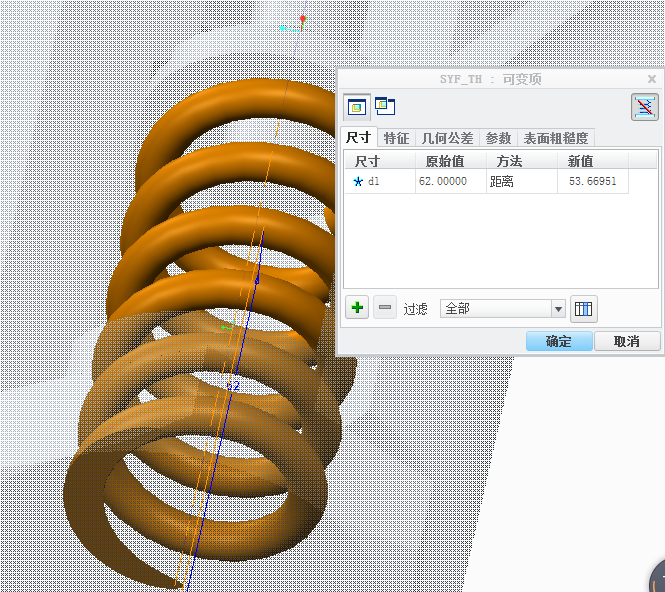 SYF_TH : 可变项
尺寸 特征 几何公差 参数 表面粗糙度
尺寸 原始值 方法 新值
d1 62.00000 距离 53.66951
过滤 全部
确定 取消
62